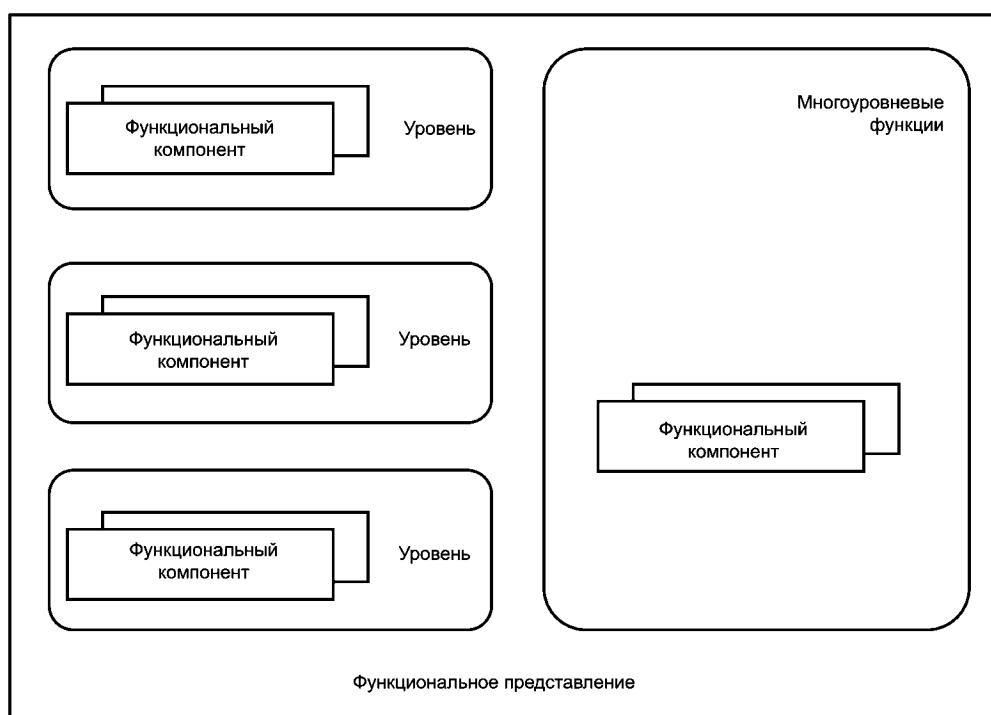 Функциональный
компонент
Уровень
Многоуровневые
функции
Функциональный
компонент
Уровень
Функциональный
компонент
Функциональный
компонент
Уровень
Функциональное представление